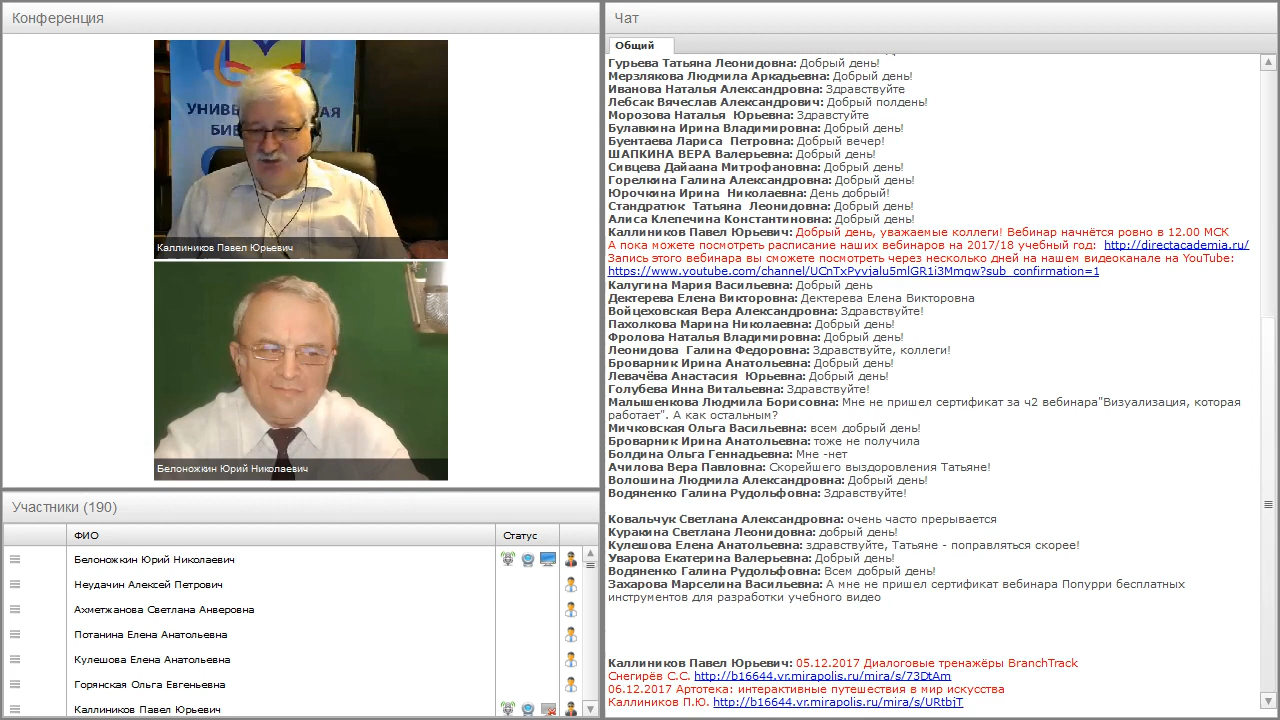 Конференция
УНИВЕ
АЯ
БИБ
Каллиников Павел Юрьевич
Белоножкин Юрий Николаевич
Участники (190)
ФИО Статус
Белоножкин Юрий Николаевич
Неудачин Алексей Петрович
Ахметжанова Светлана Анверовна
Потанина Елена Анатольевна
Кулешова Елена Анатольевна
Горянская Ольга Евгеньевна
Каллиников Павел Юрьевич
Чат
Общий
Гурьева Татьяна Леонидовна: Добрый день!
Мерзлякова Людмила Аркадьевна: Добрый день!
Иванова Наталья Александровна: Здравствуйте
Лебсак Вячеслав Александрович: Добрый полдень!
Морозова Наталья Юрьевна: Здравстуйте
Булавкина Ирина Владимировна: Добрый день!
Буентаева Лариса Петровна: Добрый вечер!
ШАПКИНА ВЕРА Валерьевна: Добрый день!
Сивцева Дайаана Митрофановна: Добрый день!
Горелкина Галина Александровна: Добрый день!
Юрочкина Ирина Николаевна: День добрый!
Стандратюк Татьяна Леонидовна: Добрый день!
Алиса Клепечина Константиновна: Добрый день!
Каллиников Павел Юрьевич: Добрый день, уважаемые коллеги! Вебинар начнётся ровно в 12.00 МСК
А пока можете посмотреть расписание наших вебинаров на 2017/18 учебный год: http://directacademia.ru/
Запись этого вебинара вы сможете посмотреть через несколько дней на нашем видеоканале на YouTube:
https://www.youtube.com/channel/UCnTxPyvjalu5mlGR1i3Mmqw?sub_confirmation=1
Калугина Мария Васильевна: Добрый день
Дектерева Елена Викторовна: Дектерева Елена Викторовна
Войцеховская Вера Александровна: Здравствуйте!
Пахолкова Марина Николаевна: Добрый день!
Фролова Наталья Владимировна: Добрый день!
Леонидова Галина Федоровна: Здравствуйте, коллеги!
Броварник Ирина Анатольевна: Добрый день!
Левачёва Анастасия Юрьевна: Добрый день!
Голубева Инна Витальевна: Здравствуйте!
Малышенкова Людмила Борисовна: Мне не пришел сертификат за ч2 вебинара"Визуализация, которая
работает". А как остальным?
Мичковская Ольга Васильевна: всем добрый день!
Броварник Ирина Анатольевна: тоже не получила
Болдина Ольга Геннадьевна: Мне -нет
Ачилова Вера Павловна: Скорейшего выздоровления Татьяне!
Волошина Людмила Александровна: Добрый день!
Водяненко Галина Рудольфовна: Здравствуйте!
Ковальчук Светлана Александровна: очень часто прерывается
Куракина Светлана Леонидовна: добрый день!
Кулешова Елена Анатольевна: здравствуйте, Татьяне - поправляться скорее!
Уварова Екатерина Валерьевна: Добрый день!
Водяненко Галина Рудольфовна: Всем добрый день!
Захарова Марселина Васильевна: А мне не пришел сертификат вебинара Попурри бесплатных
инструментов для разработки учебного видео
Каллиников Павел Юрьевич: 05.12.2017 Диалоговые тренажёры BranchTrack
Снегирёв С.С. http://b16644.vr.mirapolis.ru/mira/s/73DtAm
06.12.2017 Артотека: интерактивные путешествия в мир искусства
Каллиников П.Ю. http://b16644.vr.mirapolis.ru/mira/s/URtbjT